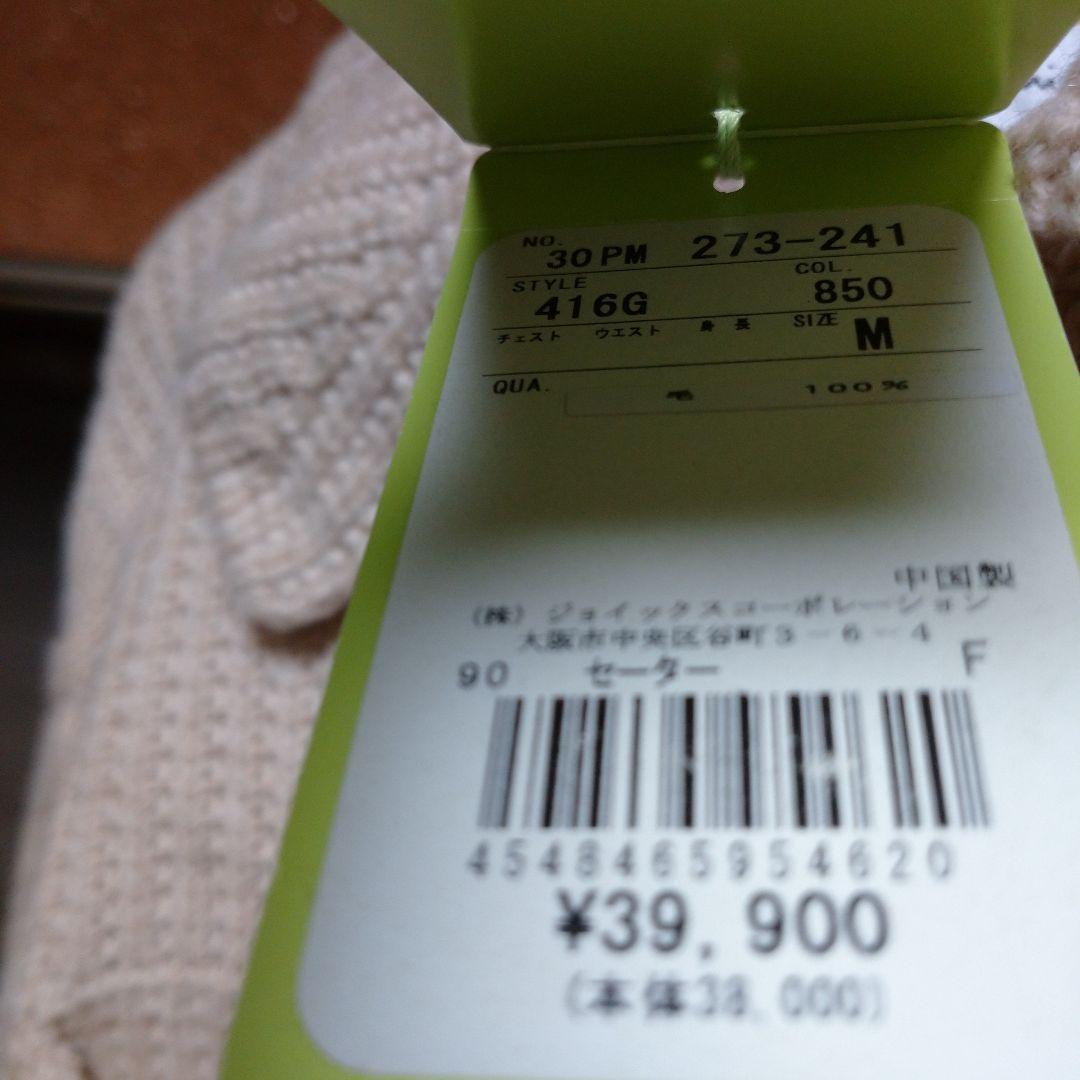 NO. 30PM 273-241
STYLE 416G COL. 850
チェスト ウエスト 身長 SIZE M
QUA. 毛 100%
中国製
(株)ジョイックスコーポレーション
大阪市中央区谷町3-6-4
90 セーター F
4548465954620
¥39,900
(本体38,000)